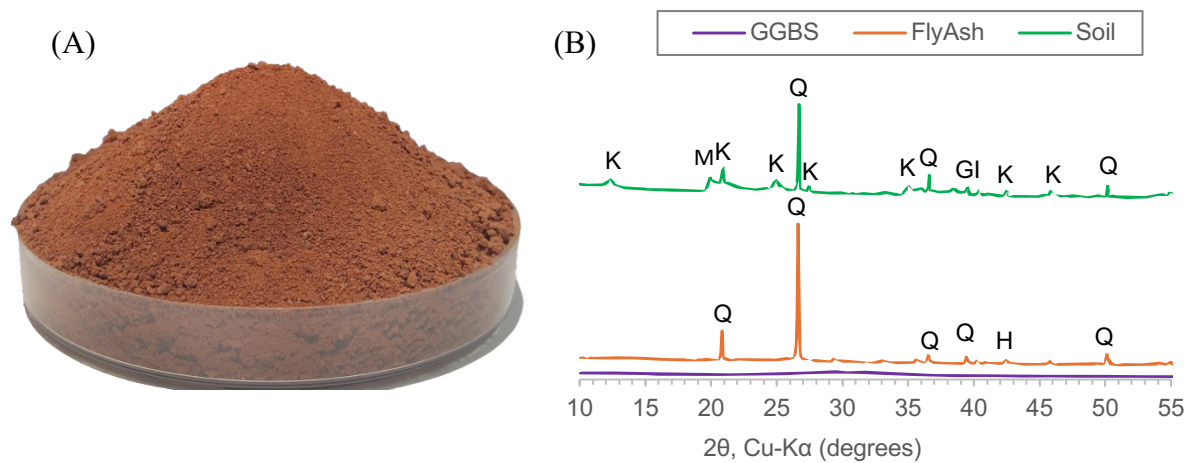 (A)
(B)
GGBS FlyAsh Soil
Q
K M K K K K Q Gl K K Q
Q
Q Q Q H Q
10 15 20 25 30 35 40 45 50 55
2θ, Cu-Kα (degrees)